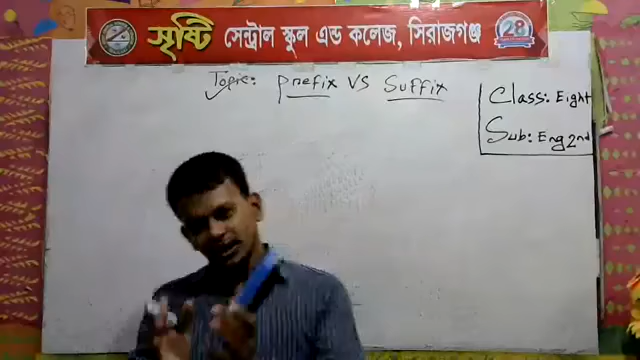 সৃষ্টি সেন্ট্রাল স্কুল এন্ড কলেজ, সিরাজগঞ্জ
28
Topic: Prefix VS Suffix
Class: Eight
Sub: Eng 2nd